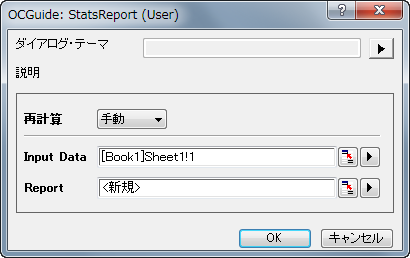 OCGuide: StatsReport (User)
ダイアログ・テーマ
説明
再計算 手動
Input Data [Book1]Sheet1!1
Report <新規>
OK キャンセル